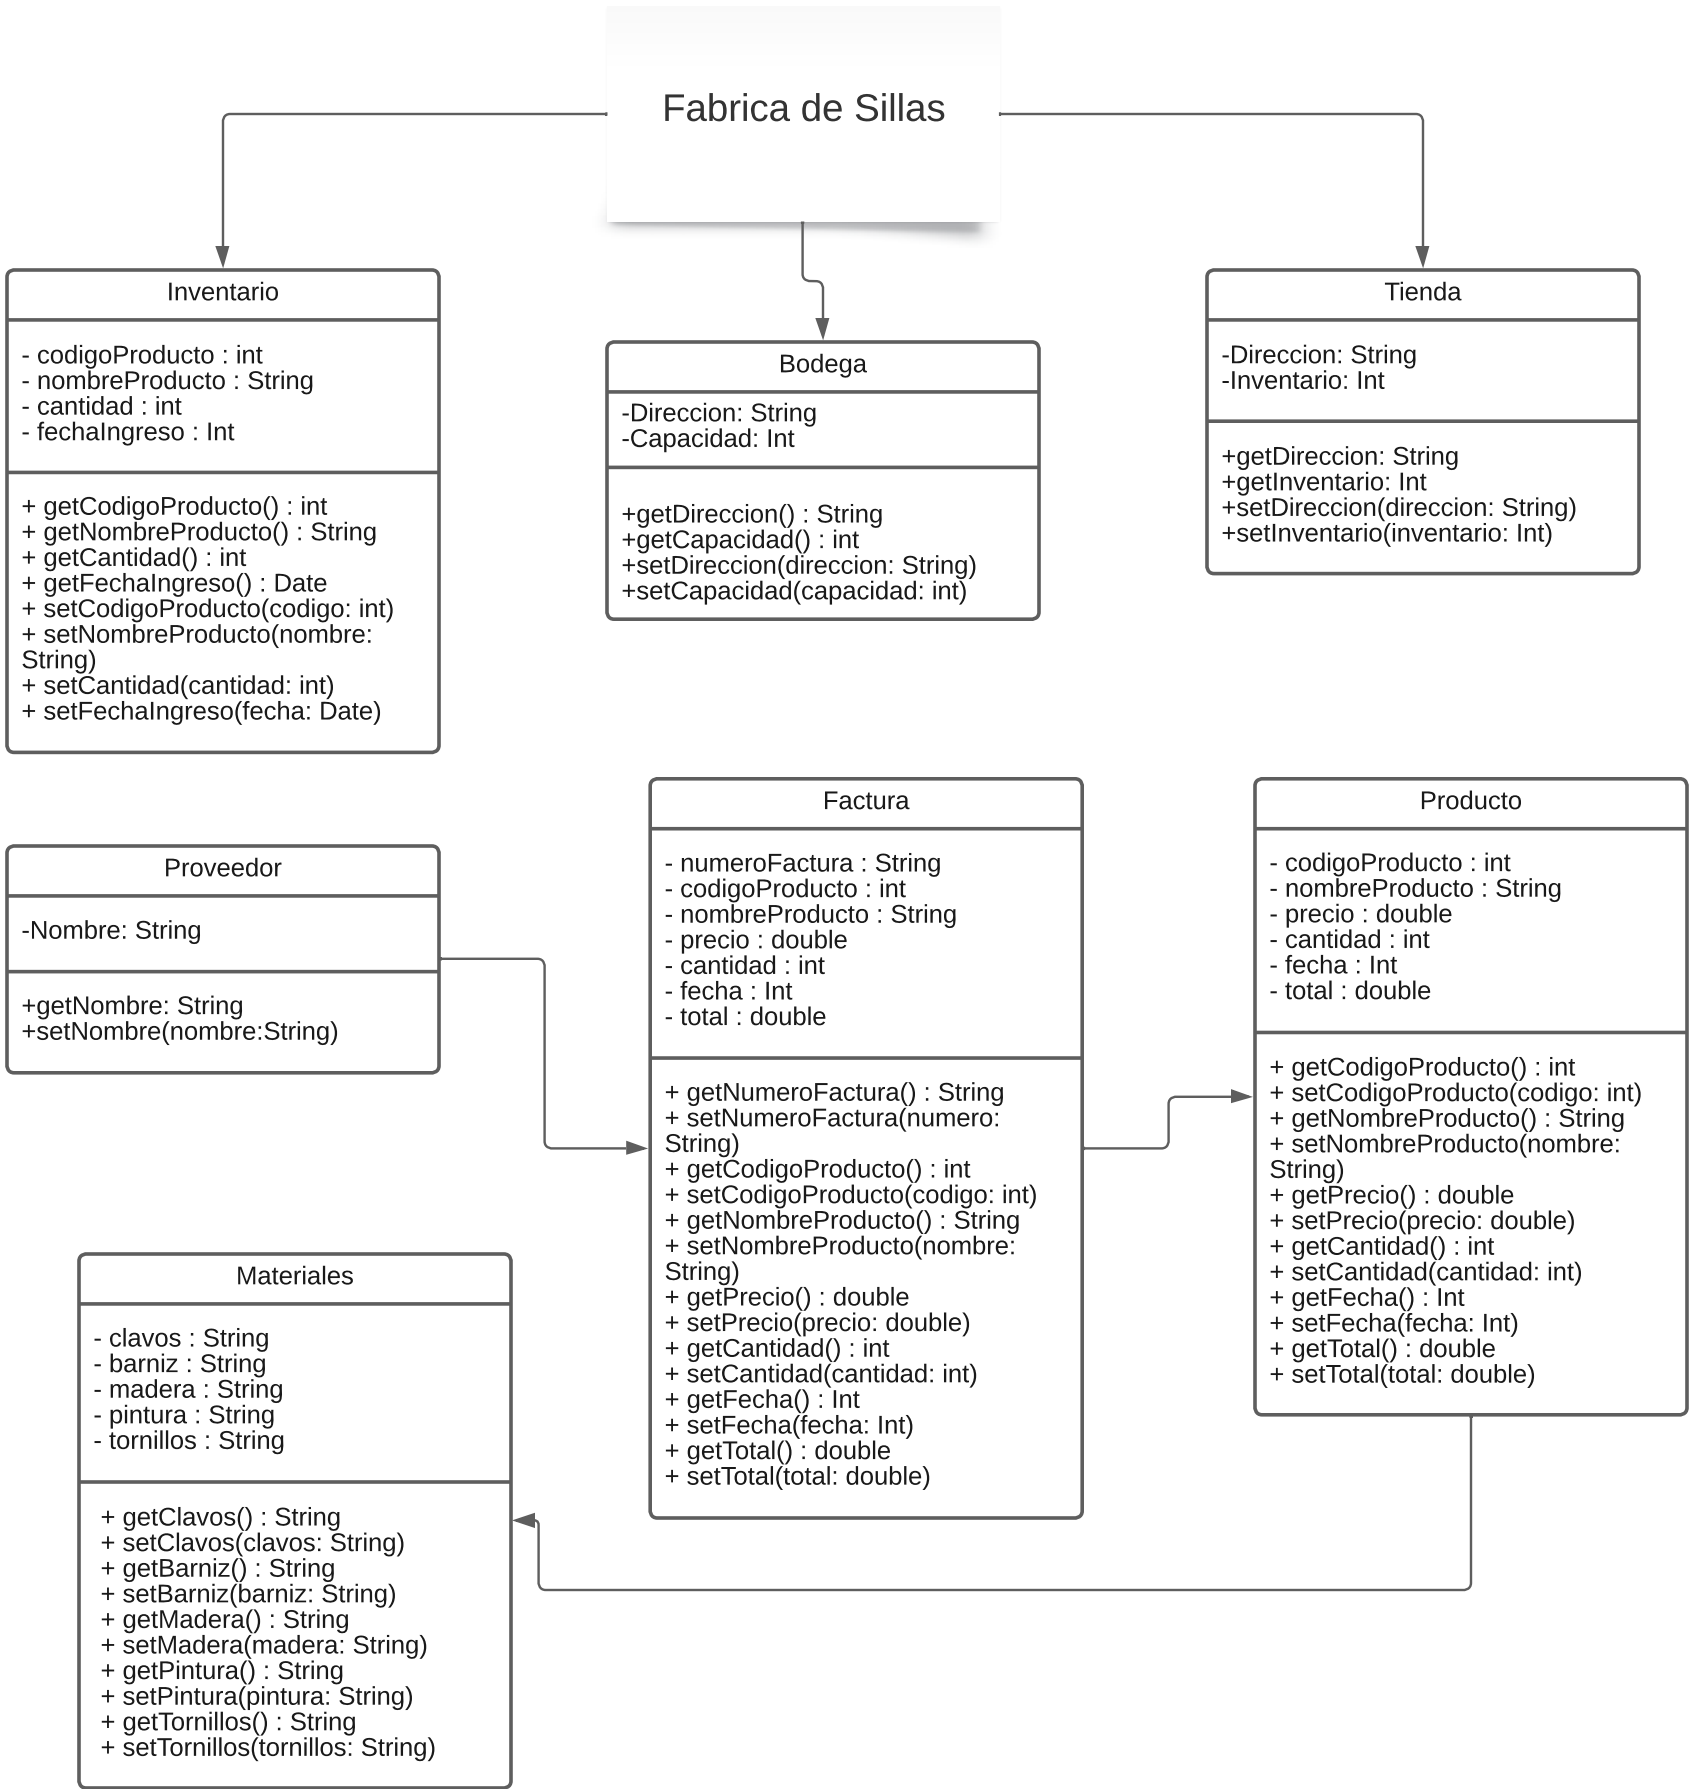 Fabrica de Sillas
Inventario
- codigoProducto : int
- nombreProducto : String
- cantidad : int
- fechaIngreso : Int
+ getCodigoProducto() : int
+ getNombreProducto() : String
+ getCantidad() : int
+ getFechaIngreso() : Date
+ setCodigoProducto(codigo: int)
+ setNombreProducto(nombre:
String)
+ setCantidad(cantidad: int)
+ setFechaIngreso(fecha: Date)
Bodega
-Direccion: String
-Capacidad: Int
+getDireccion() : String
+getCapacidad() : int
+setDireccion(direccion: String)
+setCapacidad(capacidad: int)
Tienda
-Direccion: String
-Inventario: Int
+getDireccion: String
+getInventario: Int
+setDireccion(direccion: String)
+setInventario(inventario: Int)
Proveedor
-Nombre: String
+getNombre: String
+setNombre(nombre:String)
Factura
- numeroFactura : String
- codigoProducto : int
- nombreProducto : String
- precio : double
- cantidad : int
- fecha : Int
- total : double
+ getNumeroFactura() : String
+ setNumeroFactura(numero:
String)
+ getCodigoProducto() : int
+ setCodigoProducto(codigo: int)
+ getNombreProducto() : String
+ setNombreProducto(nombre:
String)
+ getPrecio() : double
+ setPrecio(precio: double)
+ getCantidad() : int
+ setCantidad(cantidad: int)
+ getFecha() : Int
+ setFecha(fecha: Int)
+ getTotal() : double
+ setTotal(total: double)
Producto
- codigoProducto : int
- nombreProducto : String
- precio : double
- cantidad : int
- fecha : Int
- total : double
+ getCodigoProducto() : int
+ setCodigoProducto(codigo: int)
+ getNombreProducto() : String
+ setNombreProducto(nombre:
String)
+ getPrecio() : double
+ setPrecio(precio: double)
+ getCantidad() : int
+ setCantidad(cantidad: int)
+ getFecha() : Int
+ setFecha(fecha: Int)
+ getTotal() : double
+ setTotal(total: double)
Materiales
- clavos : String
- barniz : String
- madera : String
- pintura : String
- tornillos : String
+ getClavos() : String
+ setClavos(clavos: String)
+ getBarniz() : String
+ setBarniz(barniz: String)
+ getMadera() : String
+ setMadera(madera: String)
+ getPintura() : String
+ setPintura(pintura: String)
+ getTornillos() : String
+ setTornillos(tornillos: String)